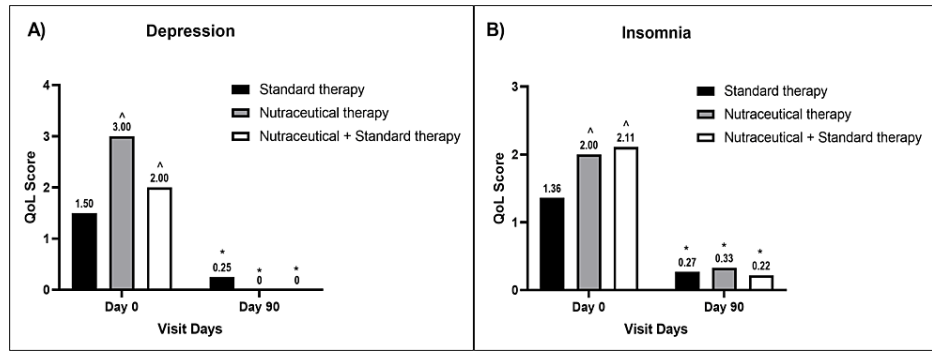 A) Depression
Standard therapy
Nutraceutical therapy
Nutraceutical + Standard therapy
QoL Score
4
3
2
1
0
1.50
^
3.00
^
2.00
*
0.25
*
0
*
0
Day 0
Day 90
Visit Days
B) Insomnia
Standard therapy
Nutraceutical therapy
Nutraceutical + Standard therapy
QoL Score
3
2
1
0
1.36
^
2.00
^
2.11
*
0.27
*
0.33
*
0.22
Day 0
Day 90
Visit Days